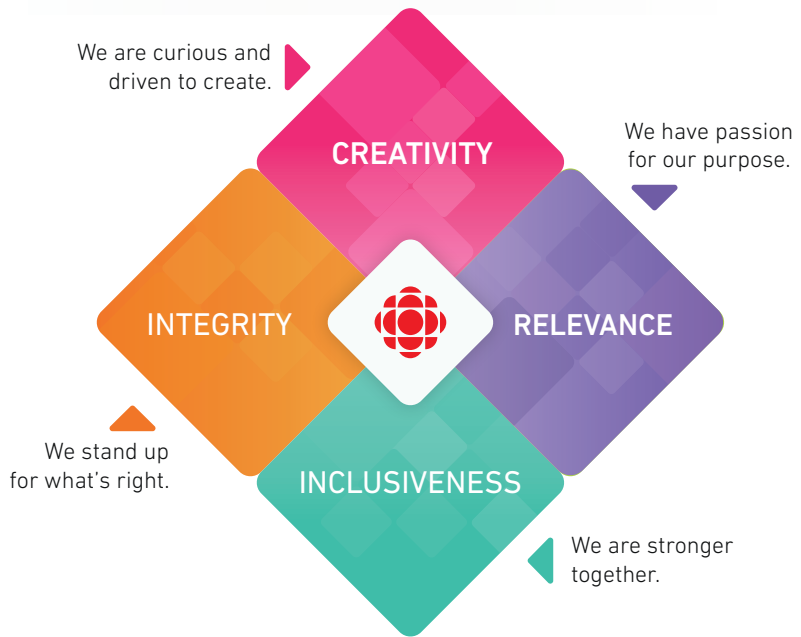 We are curious and
driven to create.
CREATIVITY
We have passion
for our purpose.
INTEGRITY
RELEVANCE
We stand up
for what's right.
INCLUSIVENESS
We are stronger
together.